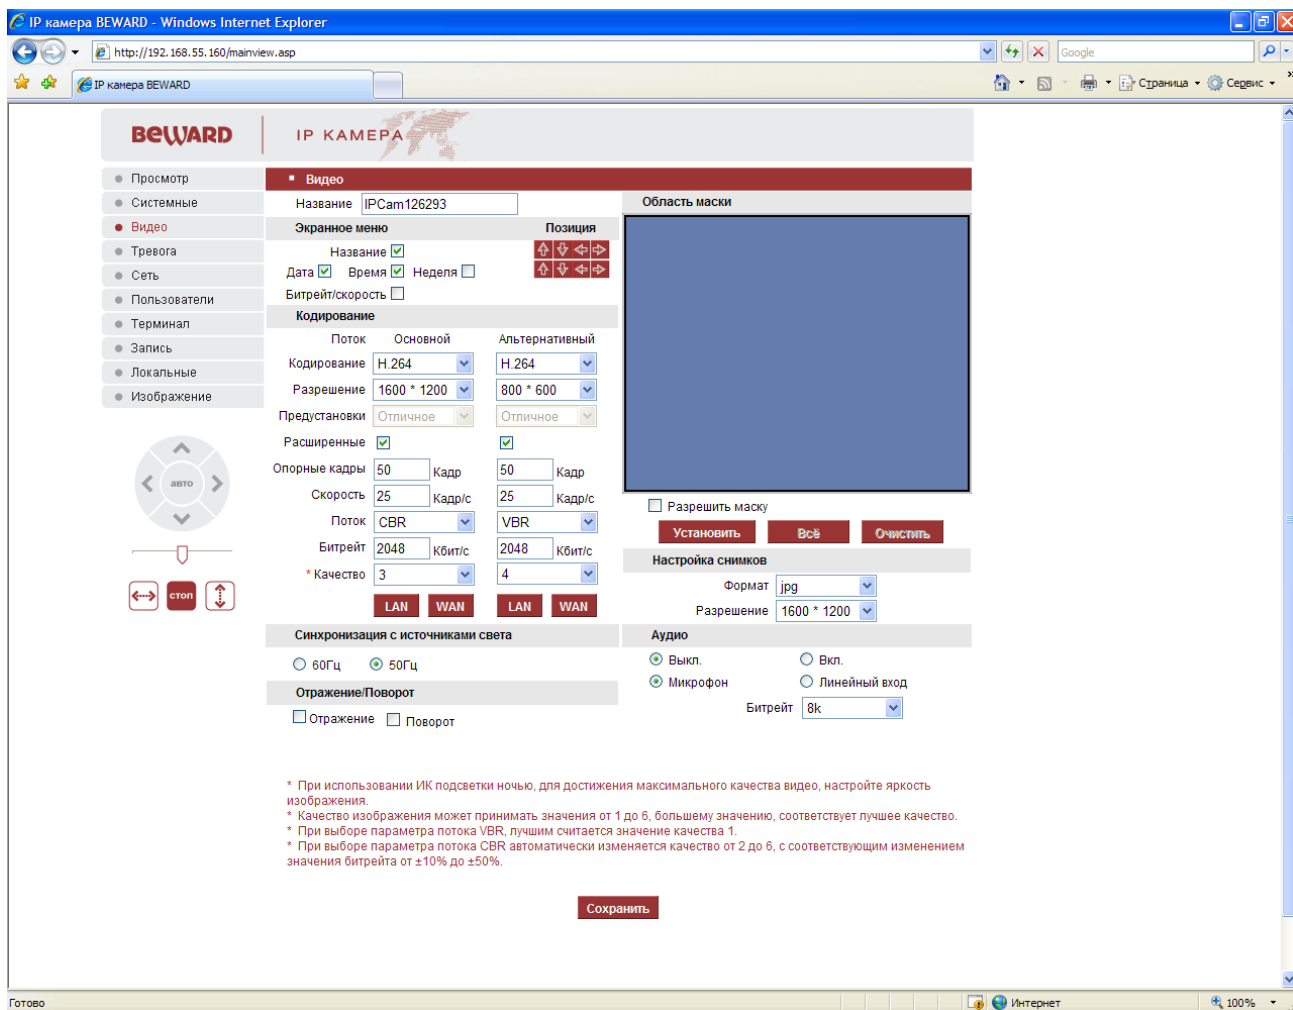 IP камера BEWARD - Windows Internet Explorer
http://192.168.55.160/mainview.asp
Google
IP камера BEWARD
Страница
Сервис
»
BEWARD
IP КАМЕРА
Просмотр
Системные
Видео
Тревога
Сеть
Пользователи
Терминал
Запись
Локальные
Изображение
авто
стоп
Видео
Название IPCam126293
Экранное меню Позиция
Название
Дата Время Неделя
Битрейт/скорость
Кодирование
Поток Основной Альтернативный
Кодирование H.264 H.264
Разрешение 1600 * 1200 800 * 600
Предустановки Отличное Отличное
Расширенные
Опорные кадры 50 Кадр 50 Кадр
Скорость 25 Кадр/с 25 Кадр/с
Поток CBR VBR
Битрейт 2048 Кбит/с 2048 Кбит/с
* Качество 3 4
LAN WAN LAN WAN
Синхронизация с источниками света
60Гц 50Гц
Отражение/Поворот
Отражение Поворот
Область маски
Разрешить маску
Установить Всё Очистить
Настройка снимков
Формат jpg
Разрешение 1600 * 1200
Аудио
Выкл. Вкл.
Микрофон Линейный вход
Битрейт 8k
* При использовании ИК подсветки ночью, для достижения максимального качества видео, настройте яркость
изображения.
* Качество изображения может принимать значения от 1 до 6, большему значению, соответствует лучшее качество.
* При выборе параметра потока VBR, лучшим считается значение качества 1.
* При выборе параметра потока CBR автоматически изменяется качество от 2 до 6, с соответствующим изменением
значения битрейта от ±10% до ±50%.
Сохранить
Готово
Интернет
100%